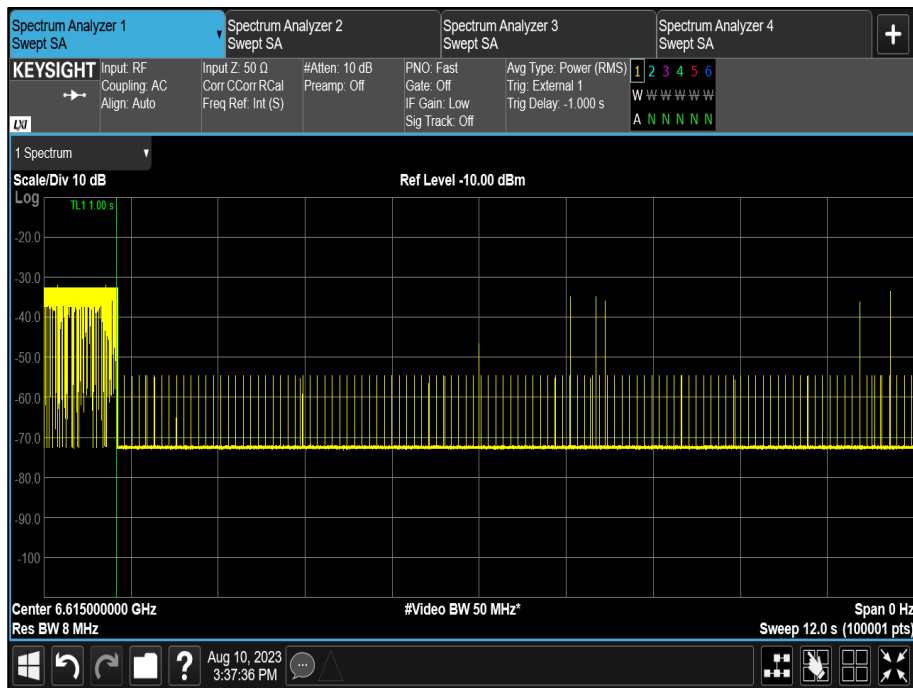 Spectrum Analyzer 1
Swept SA
Spectrum Analyzer 2
Swept SA
Spectrum Analyzer 3
Swept SA
Spectrum Analyzer 4
Swept SA
KEYSIGHT
LXI
Input: RF
Coupling: AC
Align: Auto
Input Z: 50 Ω
Corr CCorr RCal
Freq Ref: Int (S)
#Atten: 10 dB
Preamp: Off
PNO: Fast
Gate: Off
IF Gain: Low
Sig Track: Off
Avg Type: Power (RMS)
Trig: External 1
Trig Delay: -1.000 s
1 2 3 4 5 6
W W W W W W
A N N N N N
1 Spectrum
Scale/Div 10 dB
Ref Level -10.00 dBm
Log
TL1 1.00 s
-20.0
-30.0
-40.0
-50.0
-60.0
-70.0
-80.0
-90.0
-100
Center 6.615000000 GHz
#Video BW 50 MHz*
Span 0 Hz
Res BW 8 MHz
Sweep 12.0 s (100001 pts)
?
Aug 10, 2023
3:37:36 PM